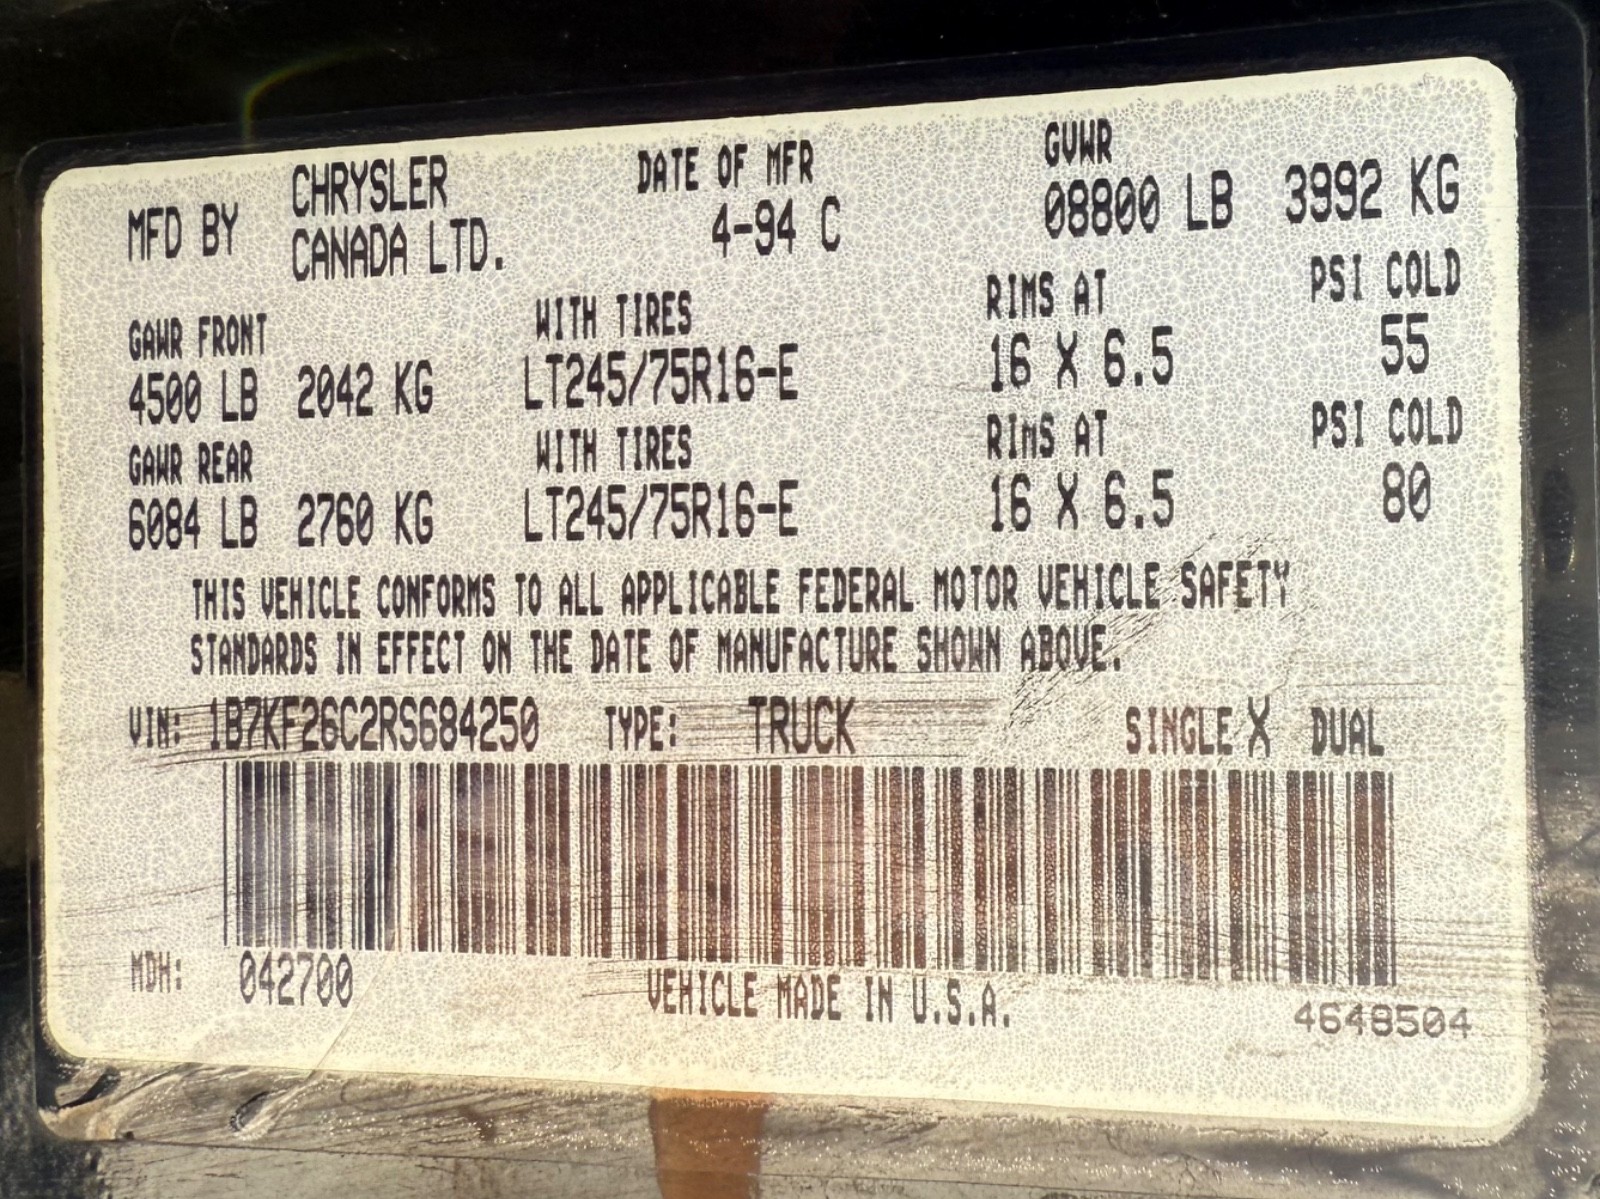 MFD BY CHRYSLER CANADA LTD. DATE OF MFR 4-94 C GVWR 08800 LB 3992 KG
GAWR FRONT WITH TIRES RIMS AT PSI COLD
4500 LB 2042 KG LT245/75R16-E 16 X 6.5 55
GAWR REAR WITH TIRES RIMS AT PSI COLD
6084 LB 2760 KG LT245/75R16-E 16 X 6.5 80
THIS VEHICLE CONFORMS TO ALL APPLICABLE FEDERAL MOTOR VEHICLE SAFETY
STANDARDS IN EFFECT ON THE DATE OF MANUFACTURE SHOWN ABOVE.
VIN: 1B7KF26C2RS684250 TYPE: TRUCK SINGLE X DUAL
MDH: 042700 VEHICLE MADE IN U.S.A. 4648504